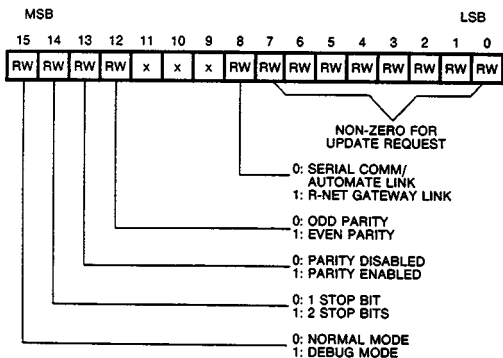 MSB LSB
15 14 13 12 11 10 9 8 7 6 5 4 3 2 1 0
RW RW RW RW x x x RW RW RW RW RW RW RW RW RW
NON-ZERO FOR
UPDATE REQUEST
0: SERIAL COMM/
AUTOMATE LINK
1: R-NET GATEWAY LINK
0: ODD PARITY
1: EVEN PARITY
0: PARITY DISABLED
1: PARITY ENABLED
0: 1 STOP BIT
1: 2 STOP BITS
0: NORMAL MODE
1: DEBUG MODE